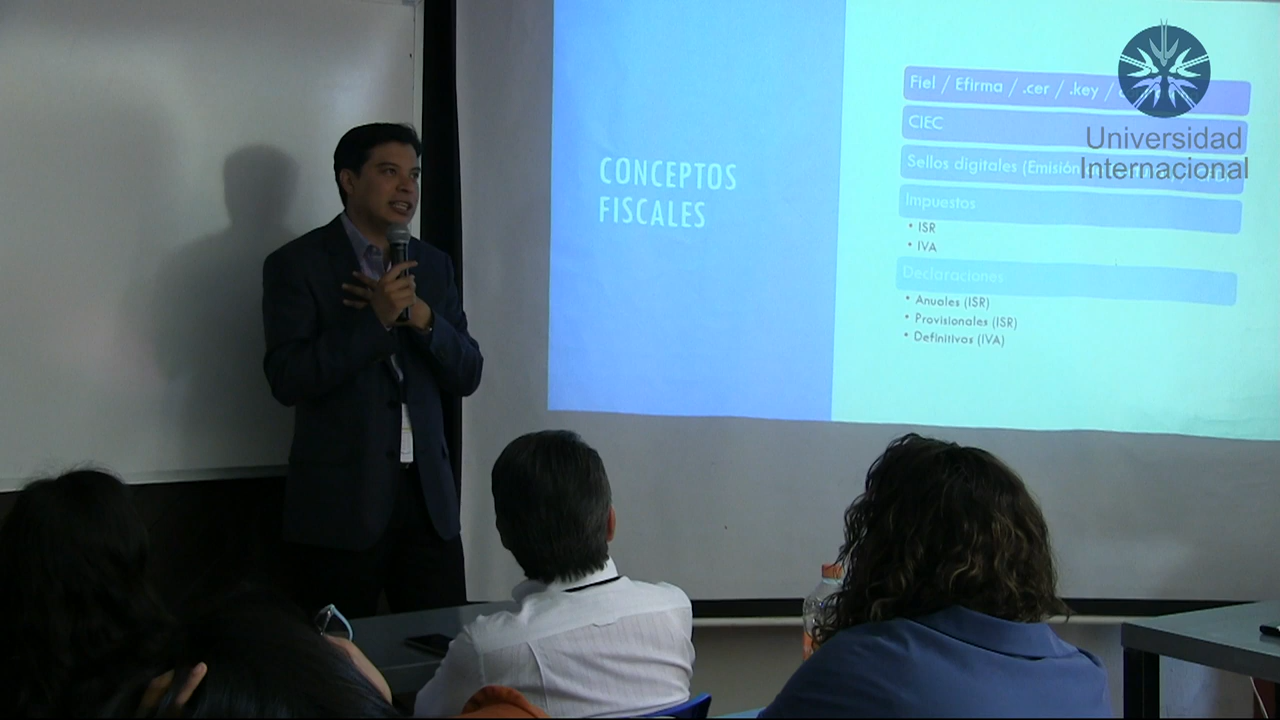 CONCEPTOS
FISCALES
Fiel / Efirma / .cer / .key /
CIEC
Sellos digitales (Emisión
Impuestos
• ISR
• IVA
Declaraciones
• Anuales (ISR)
• Provisionales (ISR)
• Definitivos (IVA)
Universidad
Internacional